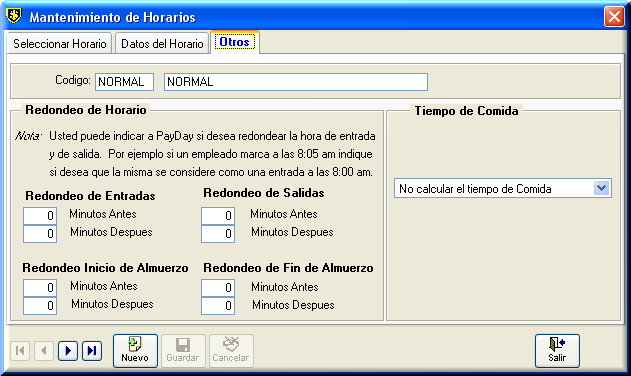 Mantenimiento de Horarios
Seleccionar Horario
Datos del Horario
Otros
Codigo: NORMAL NORMAL
Redondeo de Horario
Nota: Usted puede indicar a PayDay si desea redondear la hora de entrada
y de salida. Por ejemplo si un empleado marca a las 8:05 am indique
si desea que la misma se considere como una entrada a las 8:00 am.
Redondeo de Entradas
0 Minutos Antes
0 Minutos Despues
Redondeo de Salidas
0 Minutos Antes
0 Minutos Despues
Redondeo Inicio de Almuerzo
0 Minutos Antes
0 Minutos Despues
Redondeo de Fin de Almuerzo
0 Minutos Antes
0 Minutos Despues
Tiempo de Comida
No calcular el tiempo de Comida
Nuevo
Guardar
Cancelar
Salir